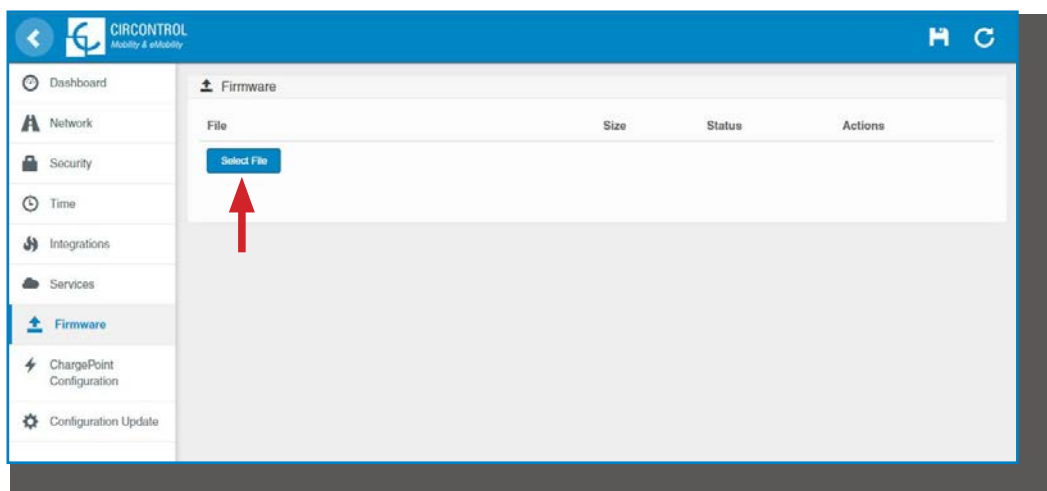 CIRCONTROL
Mobility & eMobility
Dashboard
Network
Security
Time
Integrations
Services
Firmware
ChargePoint
Configuration
Configuration Update
Firmware
File Size Status Actions
Select File